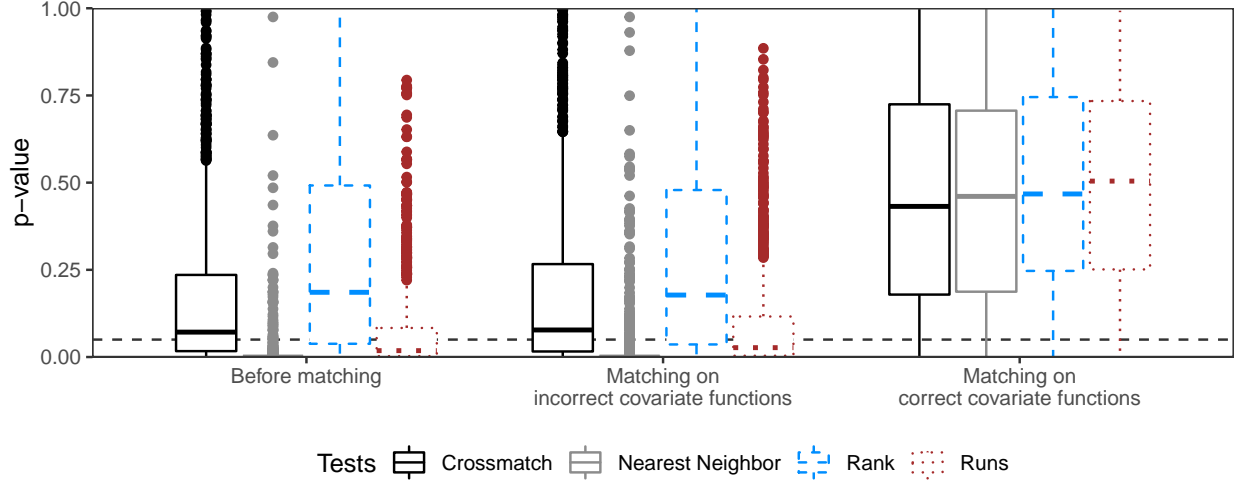 1.00
0.75
0.50
0.25
0.00
p−value
Before matching
Matching on
incorrect covariate functions
Matching on
correct covariate functions
Tests Crossmatch Nearest Neighbor Rank Runs